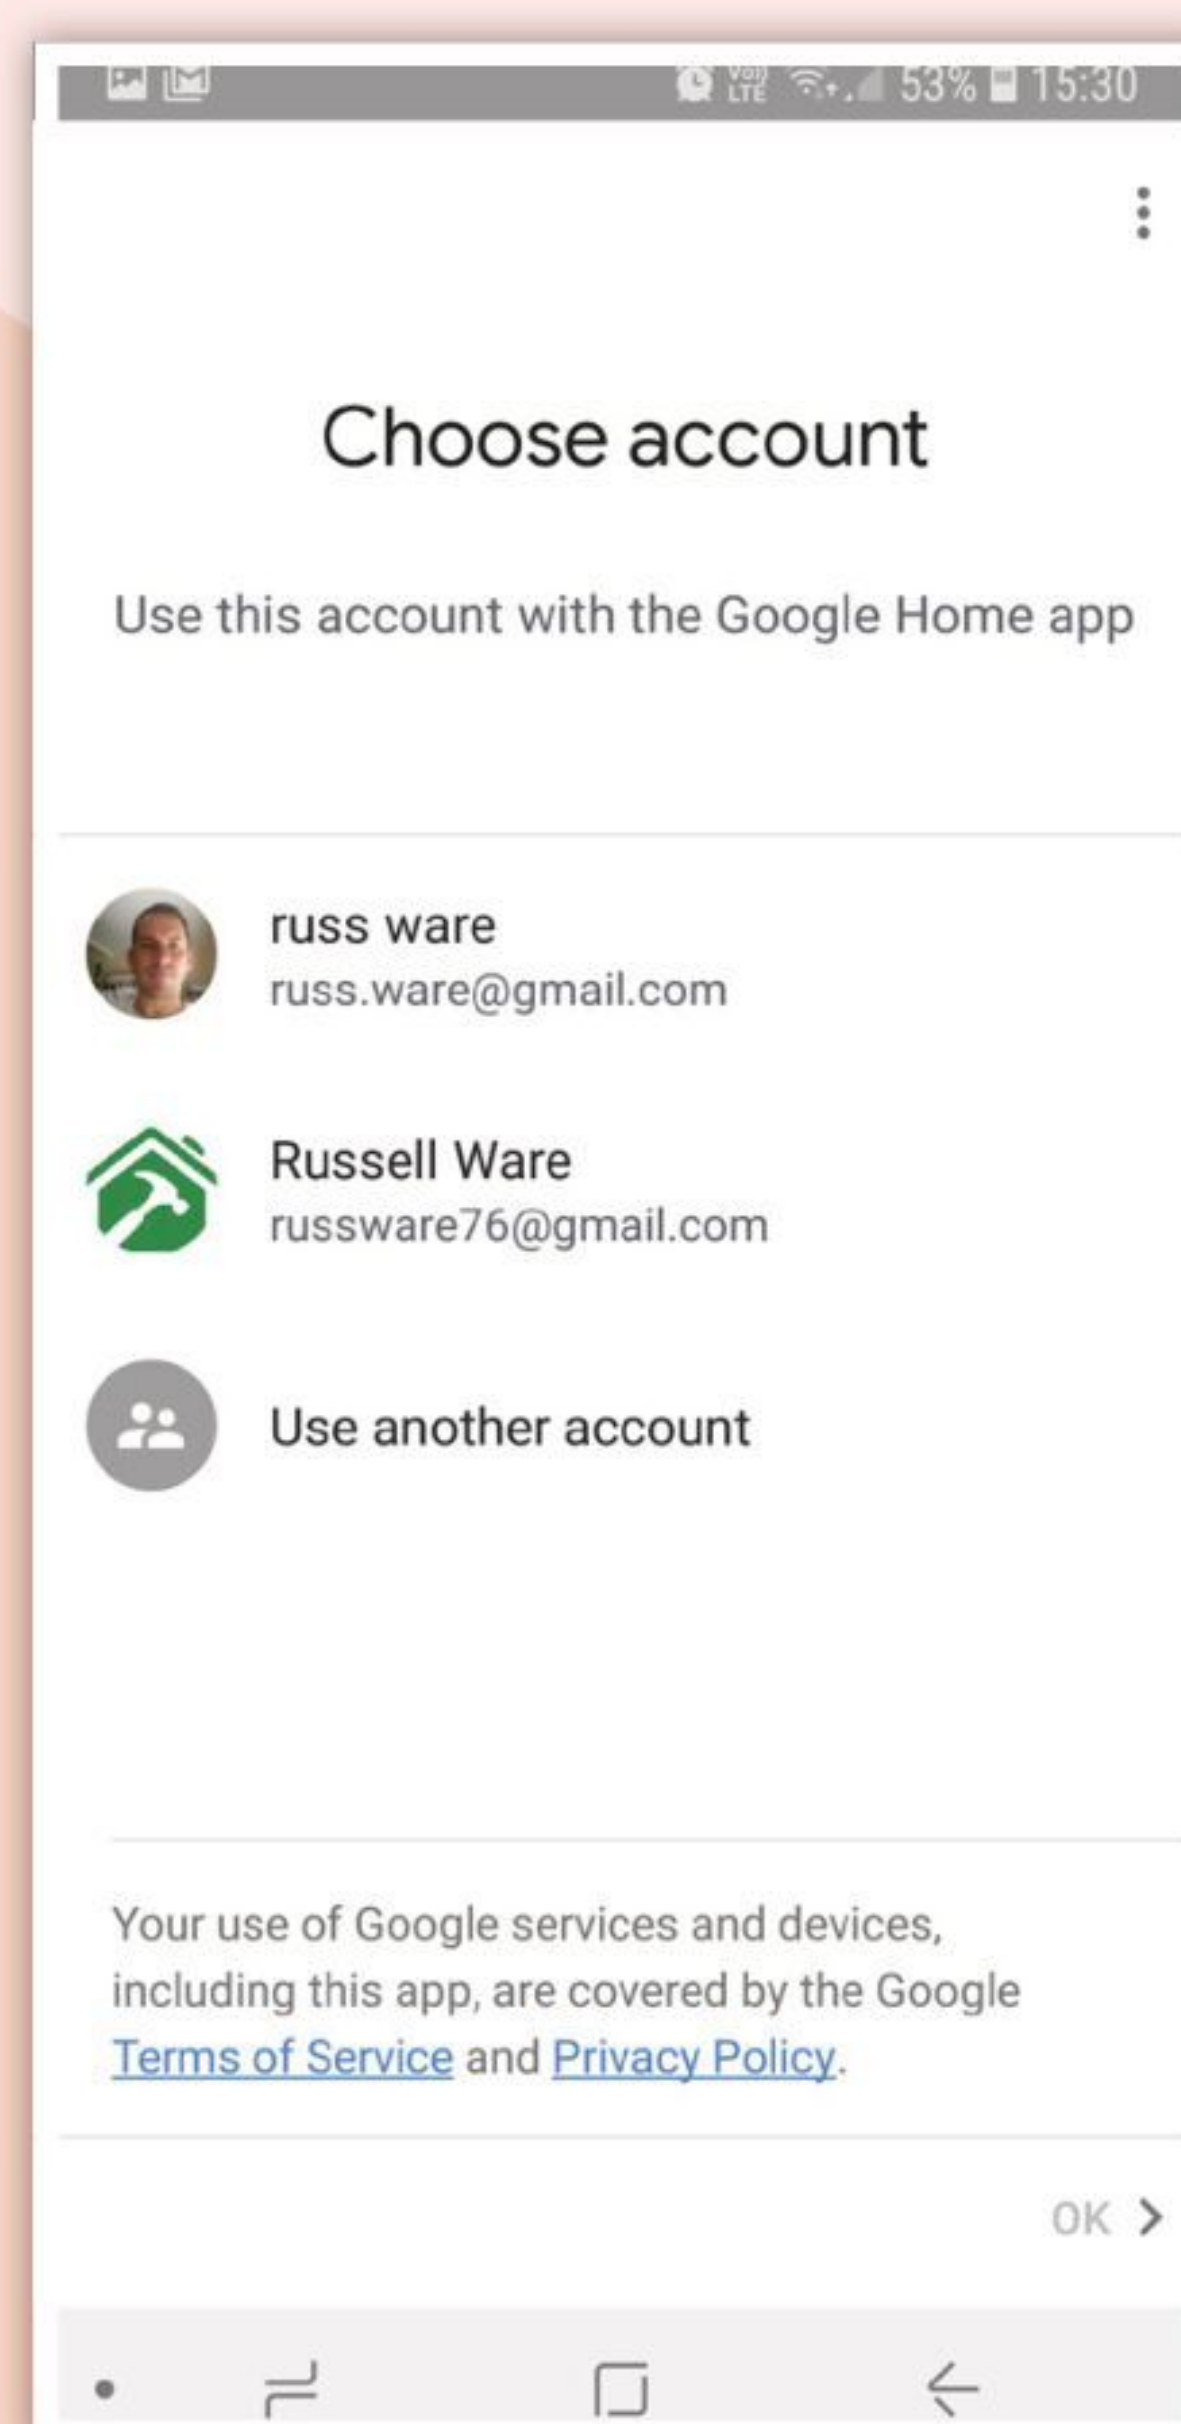 VoD LTE 53% 15:30
Choose account
Use this account with the Google Home app
russ ware
russ.ware@gmail.com
Russell Ware
russware76@gmail.com
Use another account
Your use of Google services and devices,
including this app, are covered by the Google
Terms of Service and Privacy Policy.
OK